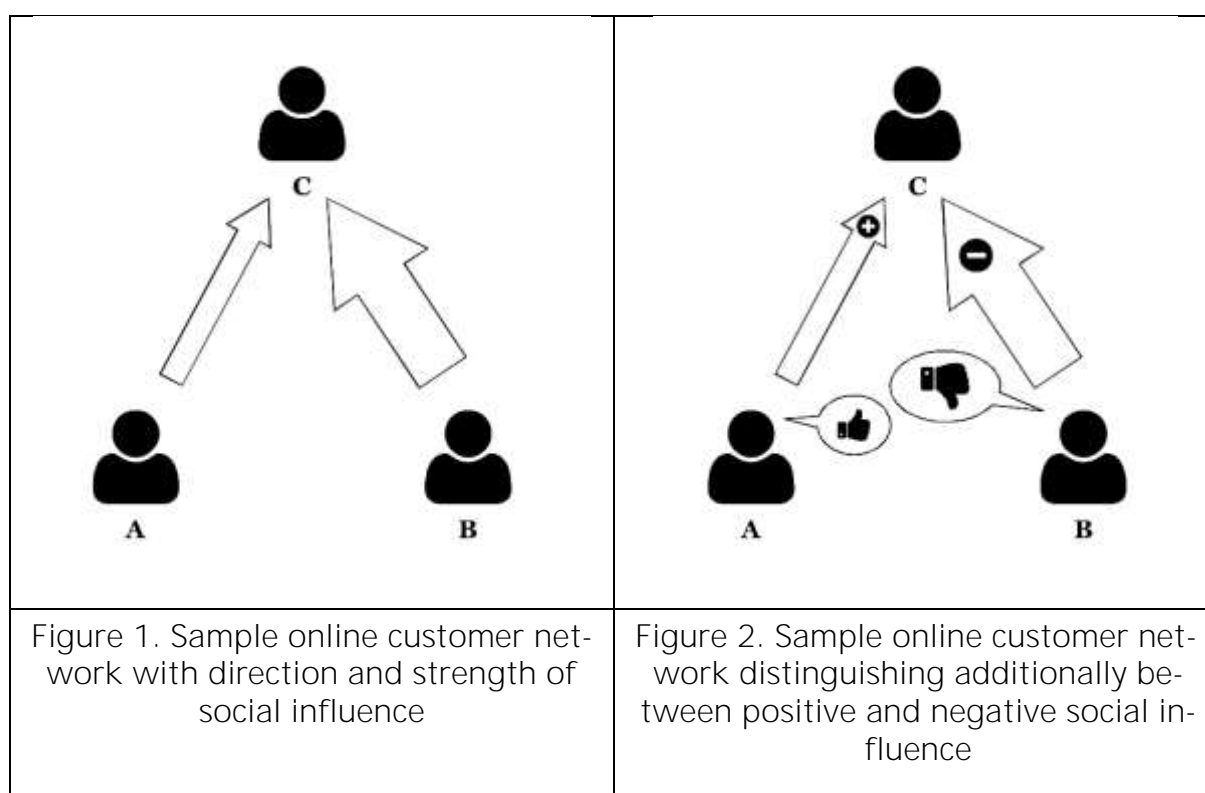 C
A
B
Figure 1. Sample online customer net-
work with direction and strength of
social influence
C
A
B
Figure 2. Sample online customer net-
work distinguishing additionally be-
tween positive and negative social in-
fluence